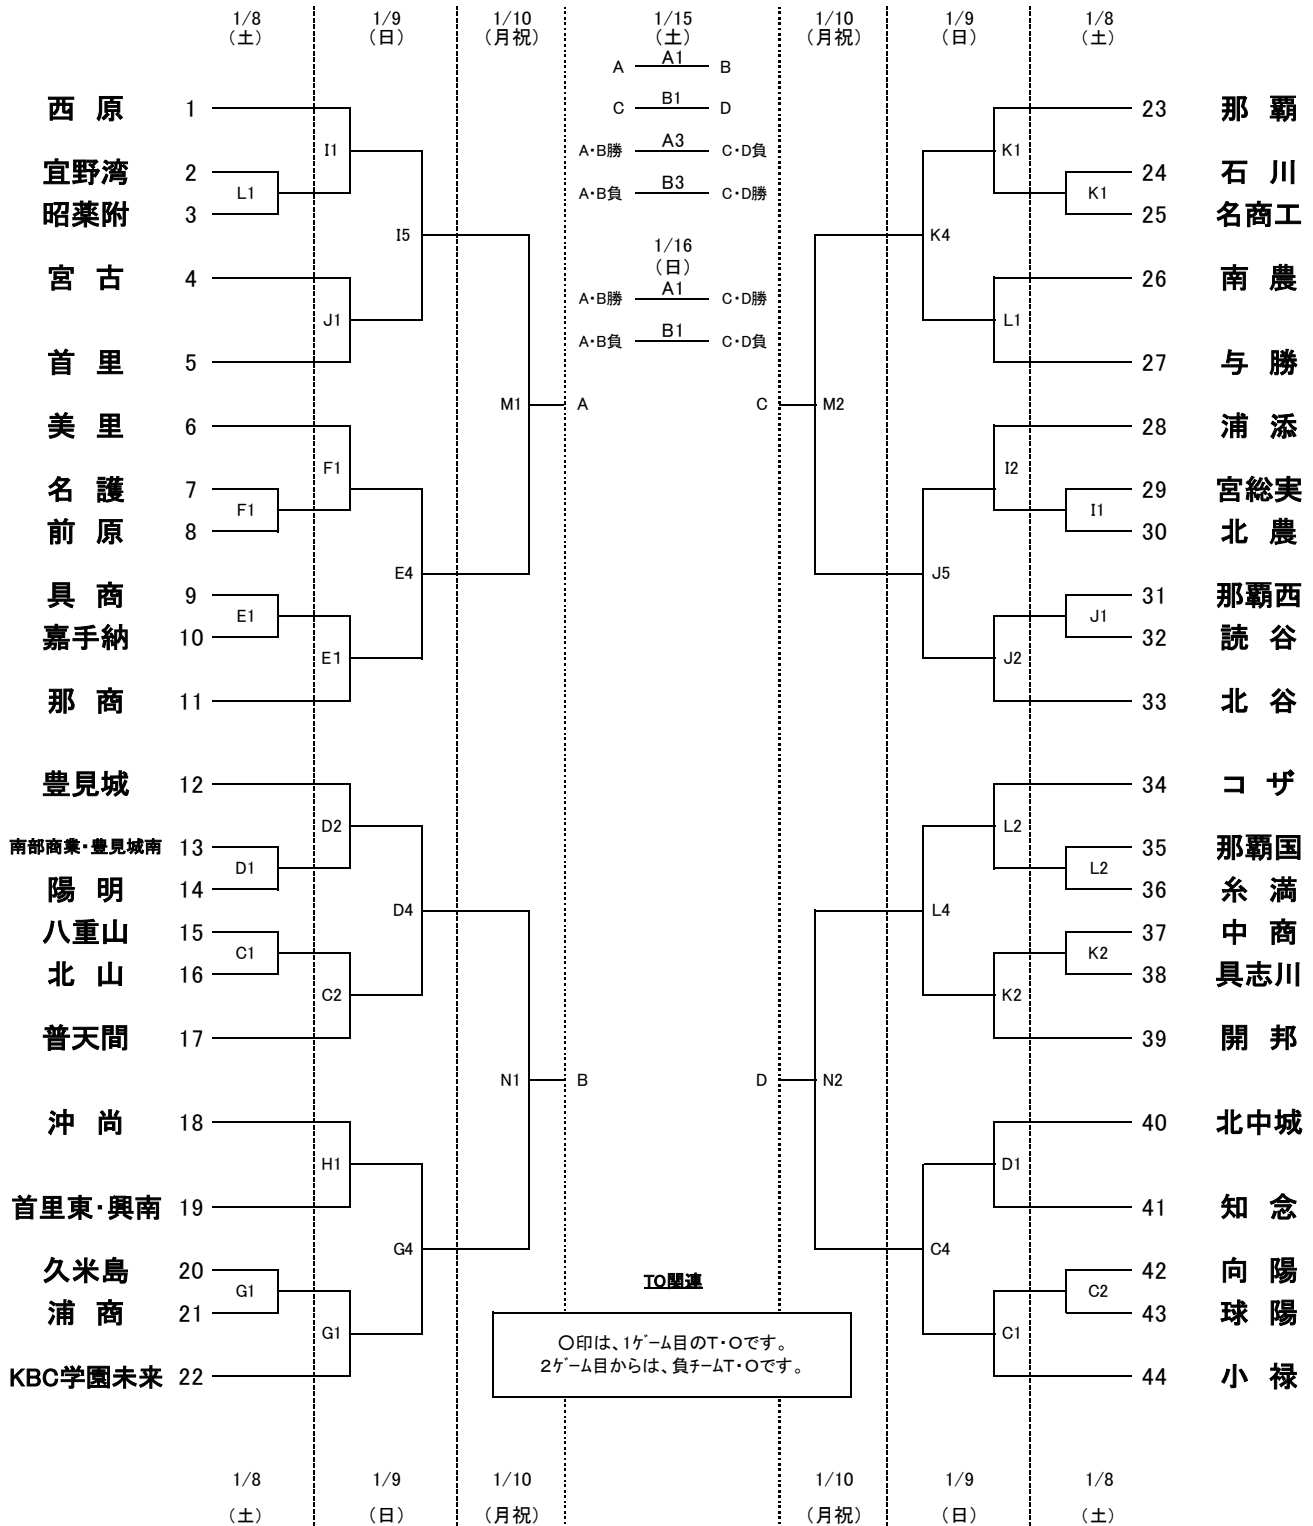 1/8 1/9 1/10 1/15 1/10 1/9 1/8
（土） （日） （月祝） （土） （月祝） （日） （土）
A A1 B
西 原 1 C B1 D 23 那 覇
I1 A・B勝 A3 C・D負 K1
宜野湾 2 24 石 川
L1 A・B負 B3 C・D勝 K1
昭薬附 3 25 名商工
I5 1/16 K4
（日）
宮 古 4 26 南 農
A・B勝 A1 C・D勝
J1 L1
A・B負 B1 C・D負
首 里 5 27 与 勝
M1 A C M2
美 里 6 28 浦 添
F1 I2
名 護 7 29 宮総実
F1 I1
前 原 8 30 北 農
E4 J5
具 商 9 31 那覇西
E1 J1
嘉手納 10 32 読 谷
E1 J2
那 商 11 33 北 谷
豊見城 12 34 コ ザ
D2 L2
南部商業・豊見城南 13 35 那覇国
D1 L2
陽 明 14 36 糸 満
D4 L4
八重山 15 37 中 商
C1 K2
北 山 16 38 具志川
C2 K2
普天間 17 39 開 邦
N1 B D N2
沖 尚 18 40 北中城
H1 D1
首里東・興南 19 41 知 念
G4 C4
久米島 20 42 向 陽
TO関連
G1 C2
浦 商 21 43 球 陽
G1 C1
○印は、1ゲーム目のT・Oです。
2ゲーム目からは、負チームT・Oです。
KBC学園未来 22 44 小 禄
1/8 1/9 1/10 1/10 1/9 1/8
（土） （日） （月祝） （月祝） （日） （土）